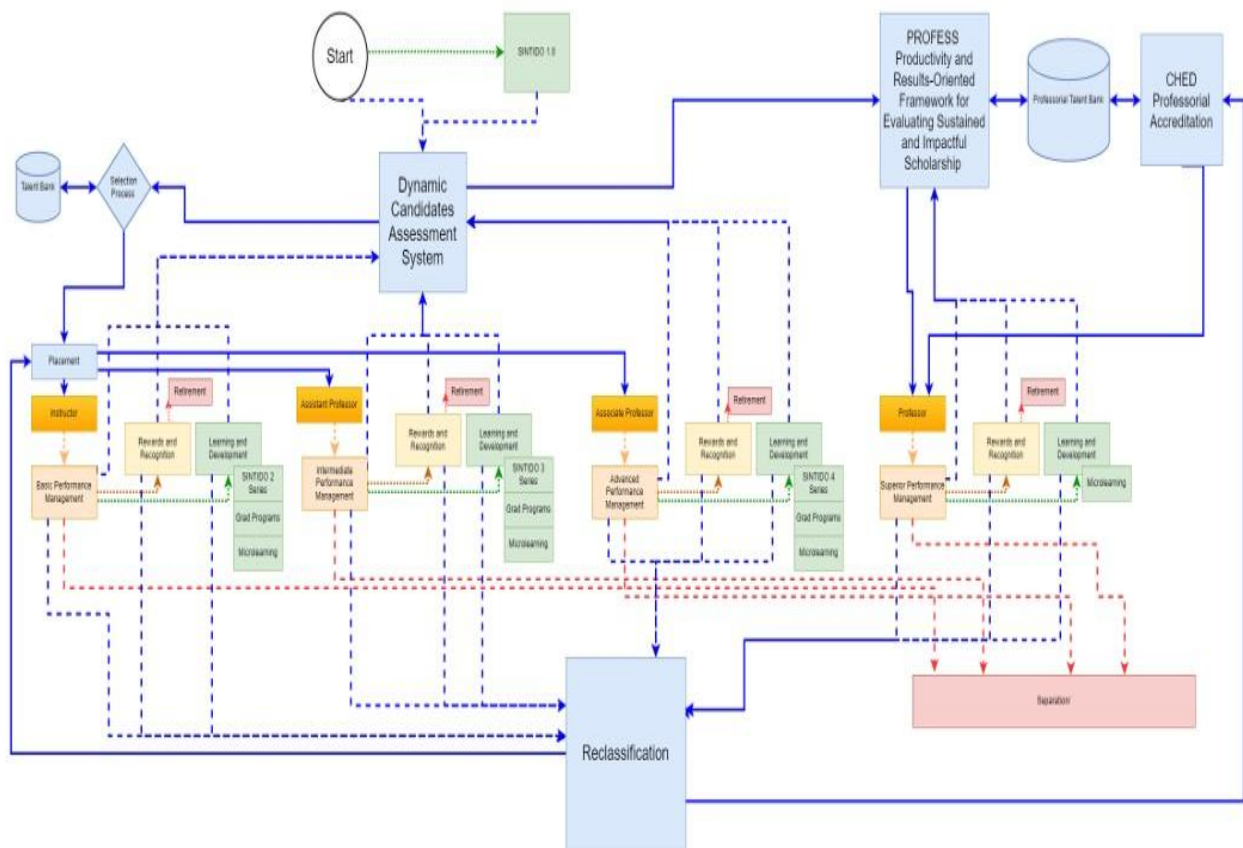 Start
SINTIDO 1.0
PROFESS
Productivity and
Results-Oriented
Framework for
Evaluating Sustained
and Impactful
Scholarship
Professorial Talent Bank
CHED
Professorial
Accreditation
Talent Bank
Selection
Process
Dynamic
Candidates
Assessment
System
Placement
Instructor
Retirement
Rewards and
Recognition
Learning and
Development
Basic Performance
Management
SINTIDO 2
Series
Grad Programs
Microlearning
Assistant Professor
Retirement
Rewards and
Recognition
Learning and
Development
Intermediate
Performance
Management
SINTIDO 3
Series
Grad Programs
Microlearning
Associate Professor
Retirement
Rewards and
Recognition
Learning and
Development
Advanced
Performance
Management
SINTIDO 4
Series
Grad Programs
Microlearning
Professor
Retirement
Rewards and
Recognition
Learning and
Development
Superior Performance
Management
Microlearning
Separation/
Reclassification